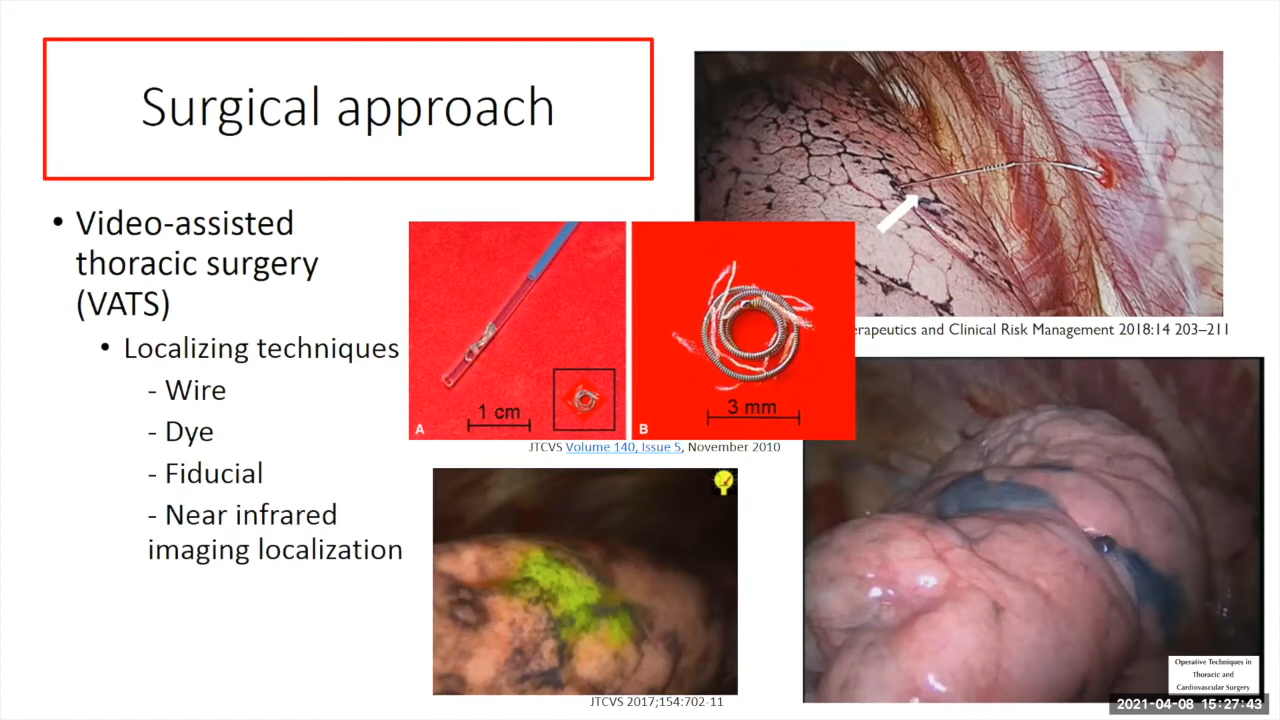 Surgical approach
• Video-assisted
thoracic surgery
(VATS)
• Localizing techniques
- Wire
- Dye
- Fiducial
- Near infrared
imaging localization
1 cm
A
3 mm
B
JTCVS Volume 140, Issue 5, November 2010
and Clinical Risk Management 2018:14 203–211
JTCVS 2017;154:702-11
Operative Techniques in
Thoracic and
Cardiovascular Surgery
2021-04-08 15:27:43